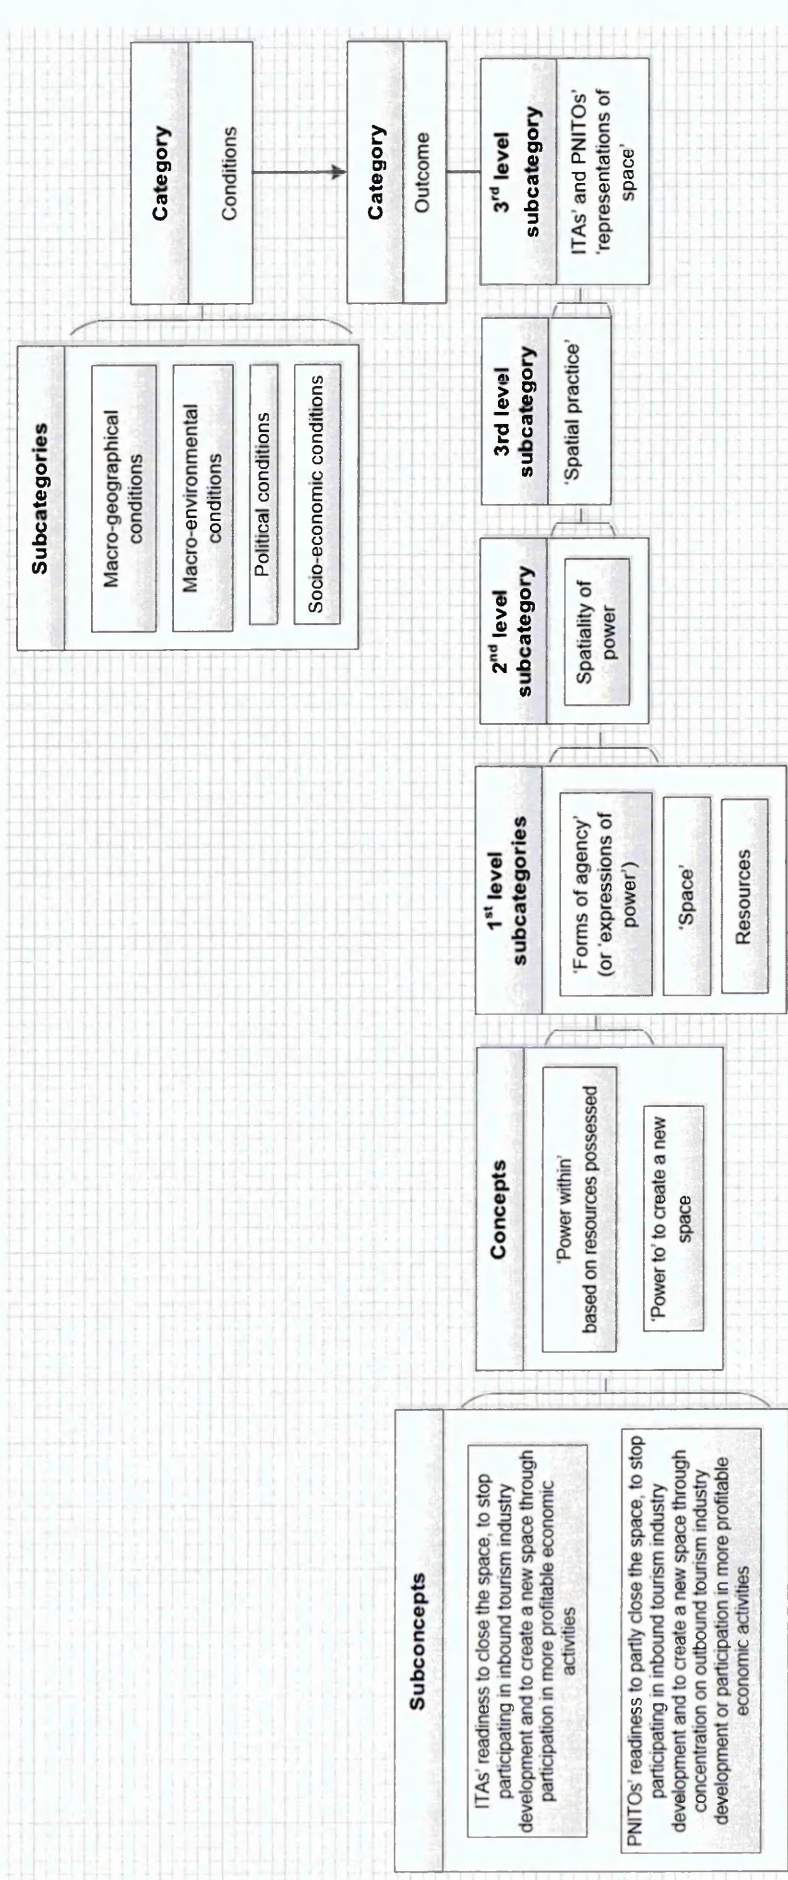 Subcategories
Macro-geographical
conditions
Macro-environmental
conditions
Political conditions
Socio-economic conditions
Category
Conditions
Category
Outcome
Subconcepts
ITAs' readiness to close the space, to stop
participating in inbound tourism industry
development and to create a new space through
participation in more profitable economic
activities
PNITOs' readiness to partly close the space, to stop
participating in inbound tourism industry
development and to create a new space through
concentration on outbound tourism industry
development or participation in more profitable
economic activities
Concepts
'Power within'
based on resources possessed
'Power to' to create a new
space
1st level
subcategories
'Forms of agency'
(or 'expressions of
power')
'Space'
Resources
2nd level
subcategory
Spatiality of
power
3rd level
subcategory
'Spatial practice'
3rd level
subcategory
ITAs' and PNITOs'
'representations of
space'